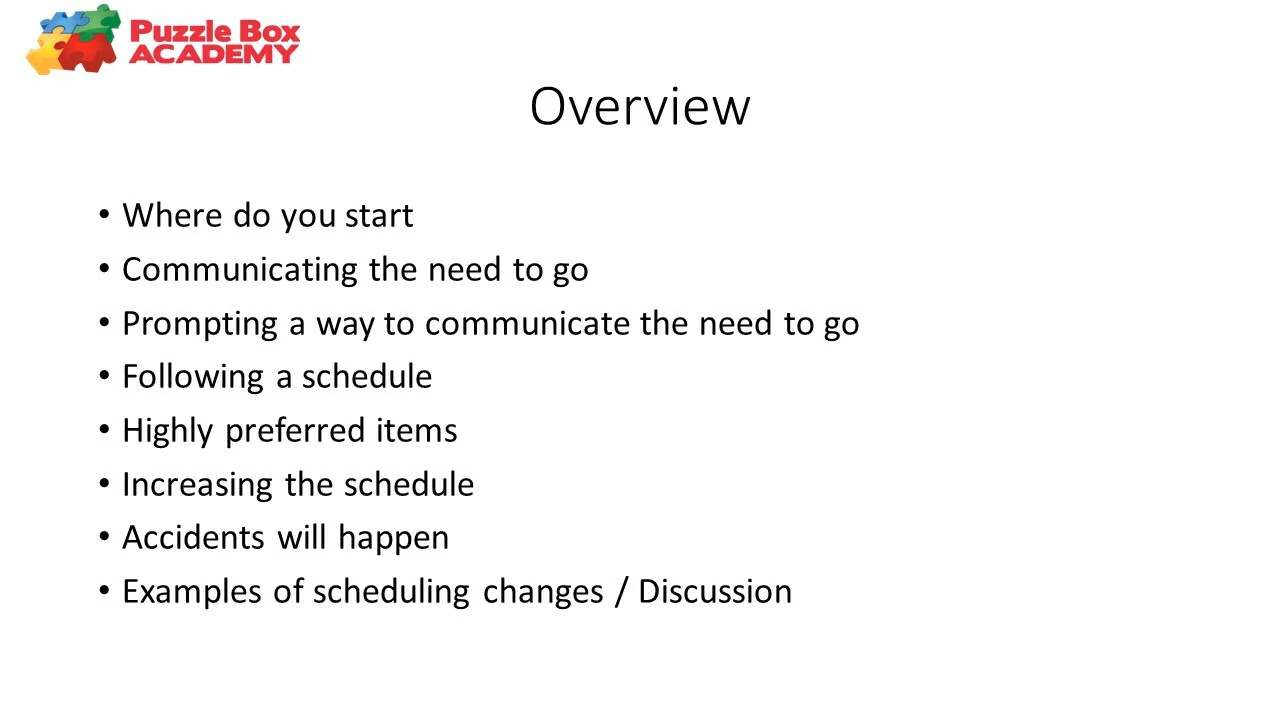 Puzzle Box
ACADEMY
Overview
• Where do you start
• Communicating the need to go
• Prompting a way to communicate the need to go
• Following a schedule
• Highly preferred items
• Increasing the schedule
• Accidents will happen
• Examples of scheduling changes / Discussion